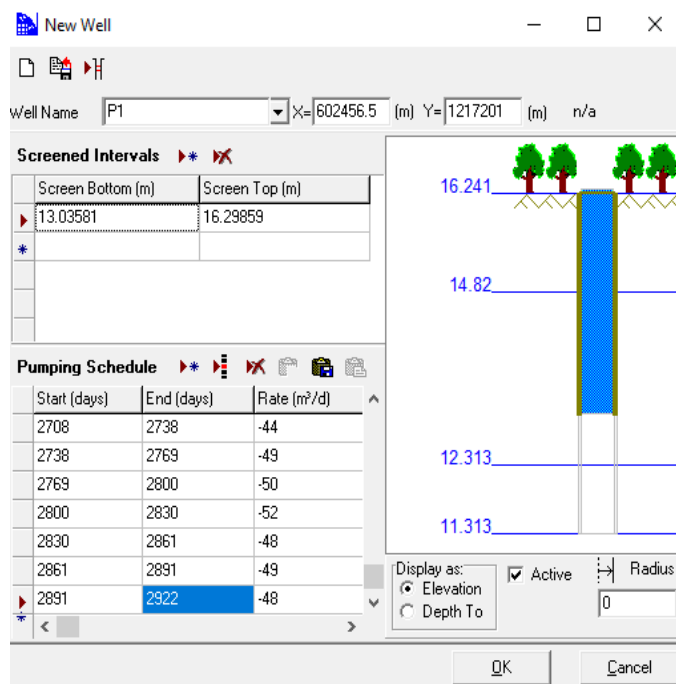 New Well
Well Name P1 X= 602456.5 (m) Y= 1217201 (m) n/a
Screened Intervals
Screen Bottom (m) Screen Top (m)
13.03581 16.29859
16.241
14.82
12.313
11.313
Pumping Schedule
Start (days) End (days) Rate (m³/d)
2708 2738 -44
2738 2769 -49
2769 2800 -50
2800 2830 -52
2830 2861 -48
2861 2891 -49
2891 2922 -48
Display as:
Elevation
Depth To
Active
Radius
0
OK Cancel